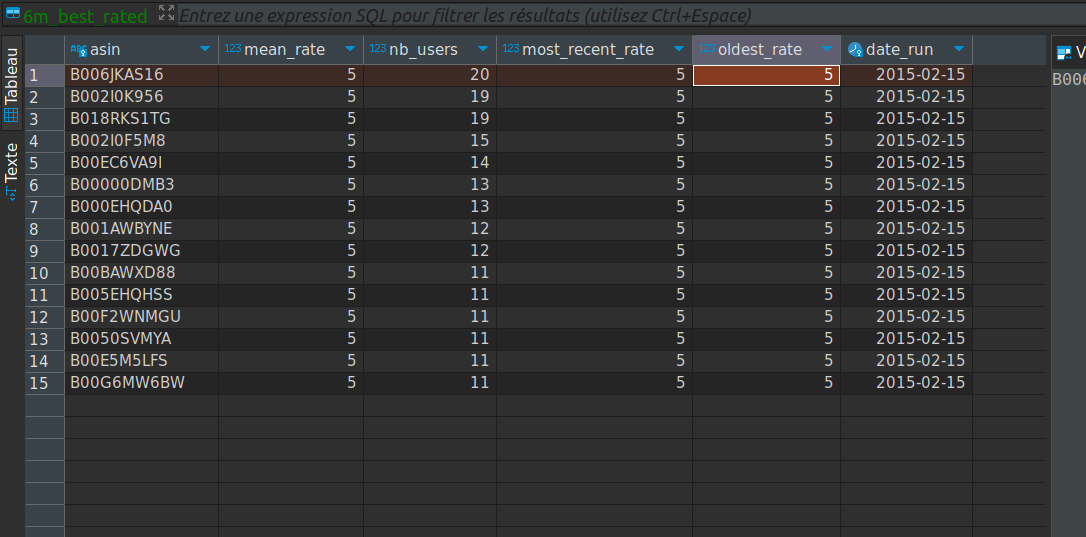 6m_best_rated Entrez une expression SQL pour filtrer les résultats (utilisez Ctrl+Espace)
Tableau
Texte
ABC asin 123 mean_rate 123 nb_users 123 most_recent_rate 123 oldest_rate date_run
1 B006JKAS16 5 20 5 5 2015-02-15
2 B002I0K956 5 19 5 5 2015-02-15
3 B018RKS1TG 5 19 5 5 2015-02-15
4 B002I0F5M8 5 15 5 5 2015-02-15
5 B00EC6VA9I 5 14 5 5 2015-02-15
6 B00000DMB3 5 13 5 5 2015-02-15
7 B000EHQDA0 5 13 5 5 2015-02-15
8 B001AWBYNE 5 12 5 5 2015-02-15
9 B0017ZDGWG 5 12 5 5 2015-02-15
10 B00BAWXD88 5 11 5 5 2015-02-15
11 B005EHQHSS 5 11 5 5 2015-02-15
12 B00F2WNMGU 5 11 5 5 2015-02-15
13 B0050SVMYA 5 11 5 5 2015-02-15
14 B00E5M5LFS 5 11 5 5 2015-02-15
15 B00G6MW6BW 5 11 5 5 2015-02-15